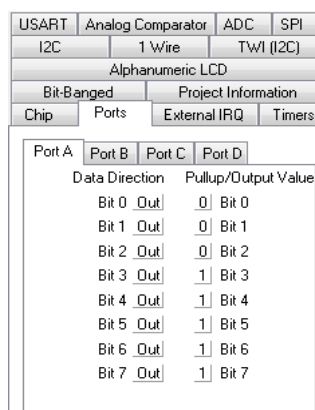 USART Analog Comparator ADC SPI
I2C 1 Wire TWI (I2C)
Alphanumeric LCD
Bit-Banged Project Information
Chip Ports External IRQ Timers
Port A Port B Port C Port D
Data Direction Pullup/Output Value
Bit 0 Out 0 Bit 0
Bit 1 Out 0 Bit 1
Bit 2 Out 0 Bit 2
Bit 3 Out 1 Bit 3
Bit 4 Out 1 Bit 4
Bit 5 Out 1 Bit 5
Bit 6 Out 1 Bit 6
Bit 7 Out 1 Bit 7